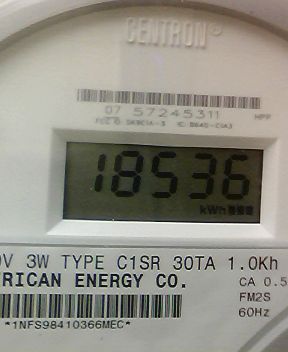 CENTRON®
07 57245311
HPP
18536
kWh
V 3W TYPE C1SR 30TA 1.0Kh
RICAN ENERGY CO.
CA 0.5
FM2S
60Hz
*1NFS98410366MEC*